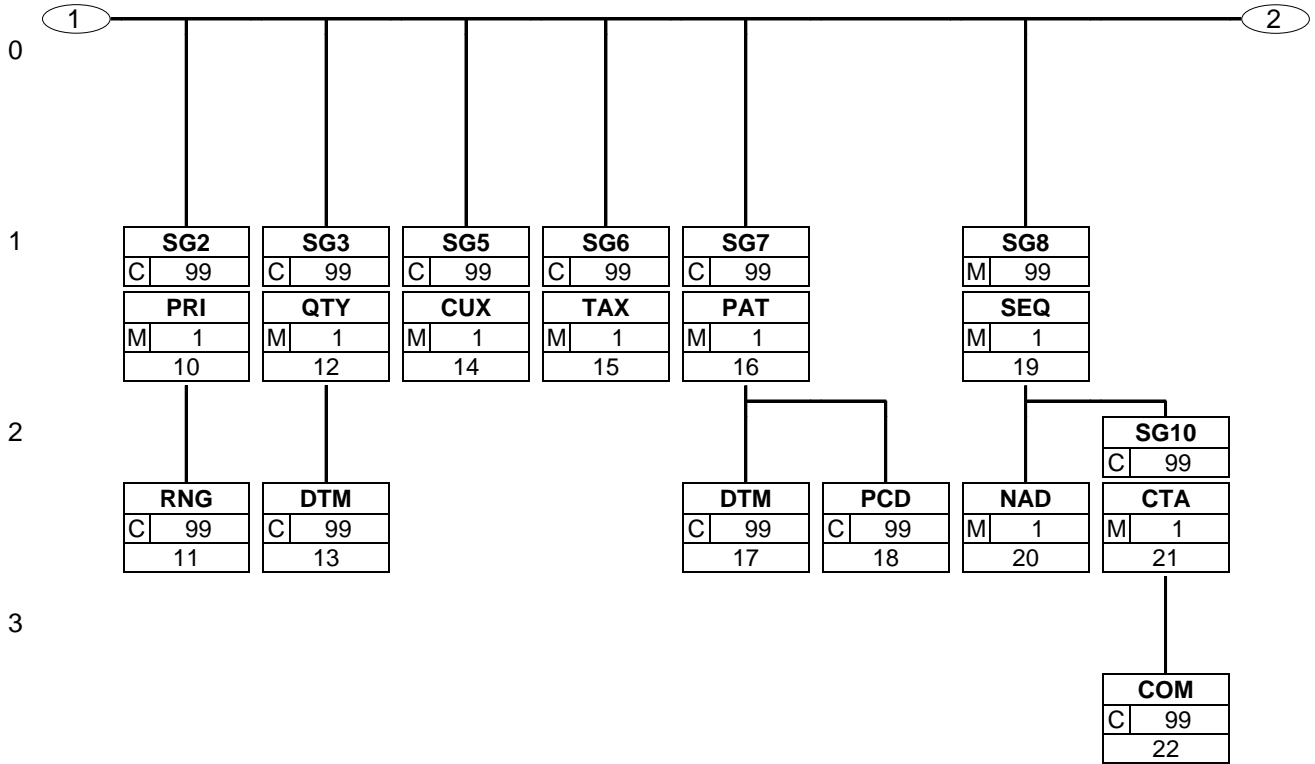 1 2
0
1 SG2 SG3 SG5 SG6 SG7 SG8
C 99 C 99 C 99 C 99 C 99 M 99
PRI QTY CUX TAX PAT SEQ
M 1 M 1 M 1 M 1 M 1 M 1
10 12 14 15 16 19
2 SG10
C 99
RNG DTM DTM PCD NAD CTA
C 99 C 99 C 99 C 99 M 1 M 1
11 13 17 18 20 21
3
COM
C 99
22